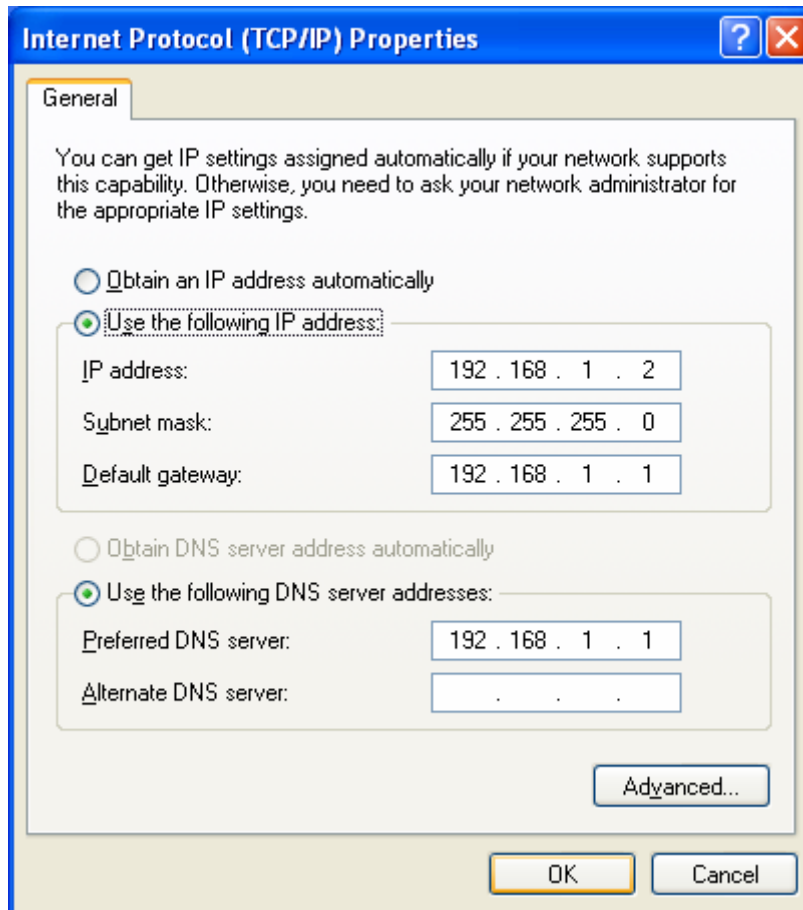 Internet Protocol (TCP/IP) Properties
General
You can get IP settings assigned automatically if your network supports
this capability. Otherwise, you need to ask your network administrator for
the appropriate IP settings.
Obtain an IP address automatically
Use the following IP address:
IP address: 192 . 168 . 1 . 2
Subnet mask: 255 . 255 . 255 . 0
Default gateway: 192 . 168 . 1 . 1
Obtain DNS server address automatically
Use the following DNS server addresses:
Preferred DNS server: 192 . 168 . 1 . 1
Alternate DNS server: . . .
Advanced...
OK Cancel